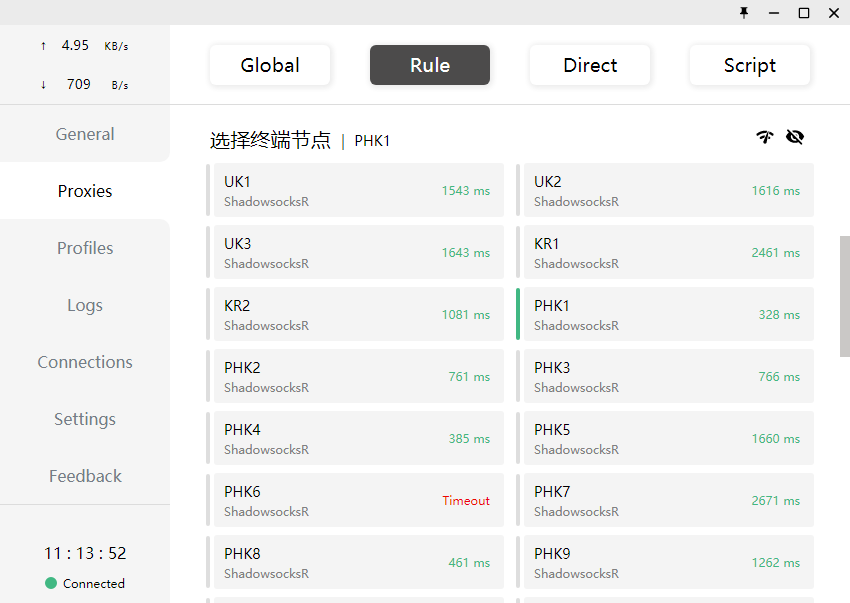 ↑ 4.95 KB/s
↓ 709 B/s
General
Proxies
Profiles
Logs
Connections
Settings
Feedback
11 : 13 : 52
Connected
Global Rule Direct Script
选择终端节点 | PHK1
UK1
ShadowsocksR
1543 ms
UK2
ShadowsocksR
1616 ms
UK3
ShadowsocksR
1643 ms
KR1
ShadowsocksR
2461 ms
KR2
ShadowsocksR
1081 ms
PHK1
ShadowsocksR
328 ms
PHK2
ShadowsocksR
761 ms
PHK3
ShadowsocksR
766 ms
PHK4
ShadowsocksR
385 ms
PHK5
ShadowsocksR
1660 ms
PHK6
ShadowsocksR
Timeout
PHK7
ShadowsocksR
2671 ms
PHK8
ShadowsocksR
461 ms
PHK9
ShadowsocksR
1262 ms